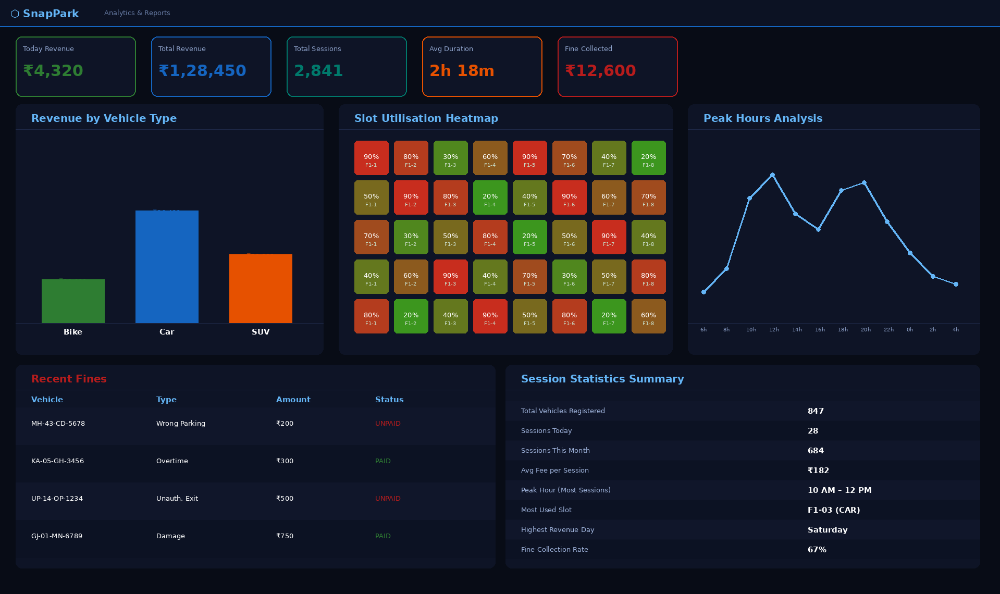 ⬡ SnapPark
Analytics & Reports
Today Revenue
₹4,320
Total Revenue
₹1,28,450
Total Sessions
2,841
Avg Duration
2h 18m
Fine Collected
₹12,600
Revenue by Vehicle Type
Bike Car SUV
Slot Utilisation Heatmap
90% 80% 30% 60% 90% 70% 40% 20%
F1-1 F1-2 F1-3 F1-4 F1-5 F1-6 F1-7 F1-8
50% 90% 80% 20% 40% 90% 60% 70%
F1-1 F1-2 F1-3 F1-4 F1-5 F1-6 F1-7 F1-8
70% 30% 50% 80% 20% 50% 90% 40%
F1-1 F1-2 F1-3 F1-4 F1-5 F1-6 F1-7 F1-8
40% 60% 90% 40% 70% 30% 50% 80%
F1-1 F1-2 F1-3 F1-4 F1-5 F1-6 F1-7 F1-8
80% 20% 40% 90% 50% 80% 20% 60%
F1-1 F1-2 F1-3 F1-4 F1-5 F1-6 F1-7 F1-8
Peak Hours Analysis
6h 8h 10h 12h 14h 16h 18h 20h 22h 0h 2h 4h
Recent Fines
Vehicle Type Amount Status
MH-43-CD-5678 Wrong Parking ₹200 UNPAID
KA-05-GH-3456 Overtime ₹300 PAID
UP-14-OP-1234 Unauth. Exit ₹500 UNPAID
GJ-01-MN-6789 Damage ₹750 PAID
Session Statistics Summary
Total Vehicles Registered 847
Sessions Today 28
Sessions This Month 684
Avg Fee per Session ₹182
Peak Hour (Most Sessions) 10 AM – 12 PM
Most Used Slot F1-03 (CAR)
Highest Revenue Day Saturday
Fine Collection Rate 67%